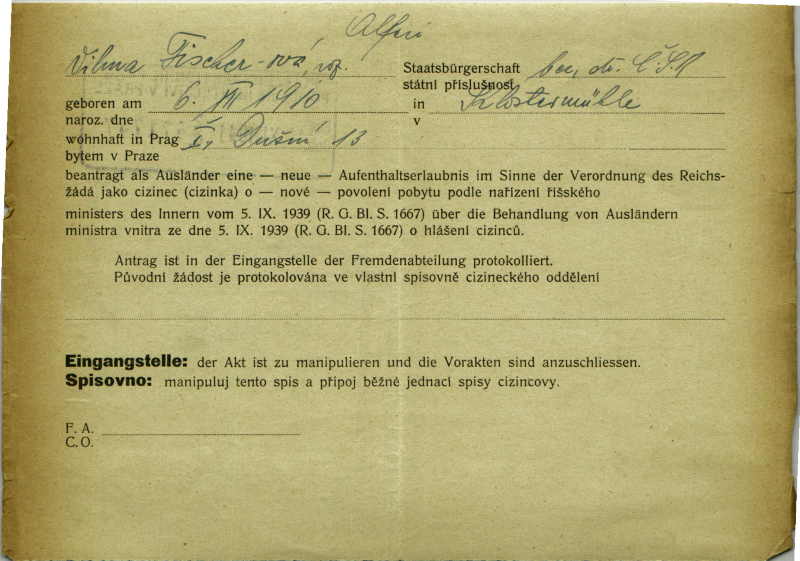 Vilma Fischer-ová, roz.
Staatsbürgerschaft
státní příslušnost
geboren am 6. 1910 in Klostermühle
naroz. dne v
wohnhaft in Prag I., Dušní 13
bytem v Praze
beantragt als Ausländer eine — neue — Aufenthaltserlaubnis im Sinne der Verordnung des Reichs-
žádá jako cizinec (cizinka) o — nové — povolení pobytu podle nařízení říšského
ministers des Innern vom 5. IX. 1939 (R. G. Bl. S. 1667) über die Behandlung von Ausländern
ministra vnitra ze dne 5. IX. 1939 (R. G. Bl. S. 1667) o hlášení cizinců.
Antrag ist in der Eingangstelle der Fremdenabteilung protokolliert.
Původní žádost je protokolována ve vlastní spisovně cizineckého oddělení
Eingangstelle: der Akt ist zu manipulieren und die Vorakten sind anzuschliessen.
Spisovno: manipuluj tento spis a připoj běžné jednací spisy cizincovy.
F. A.
C. O.